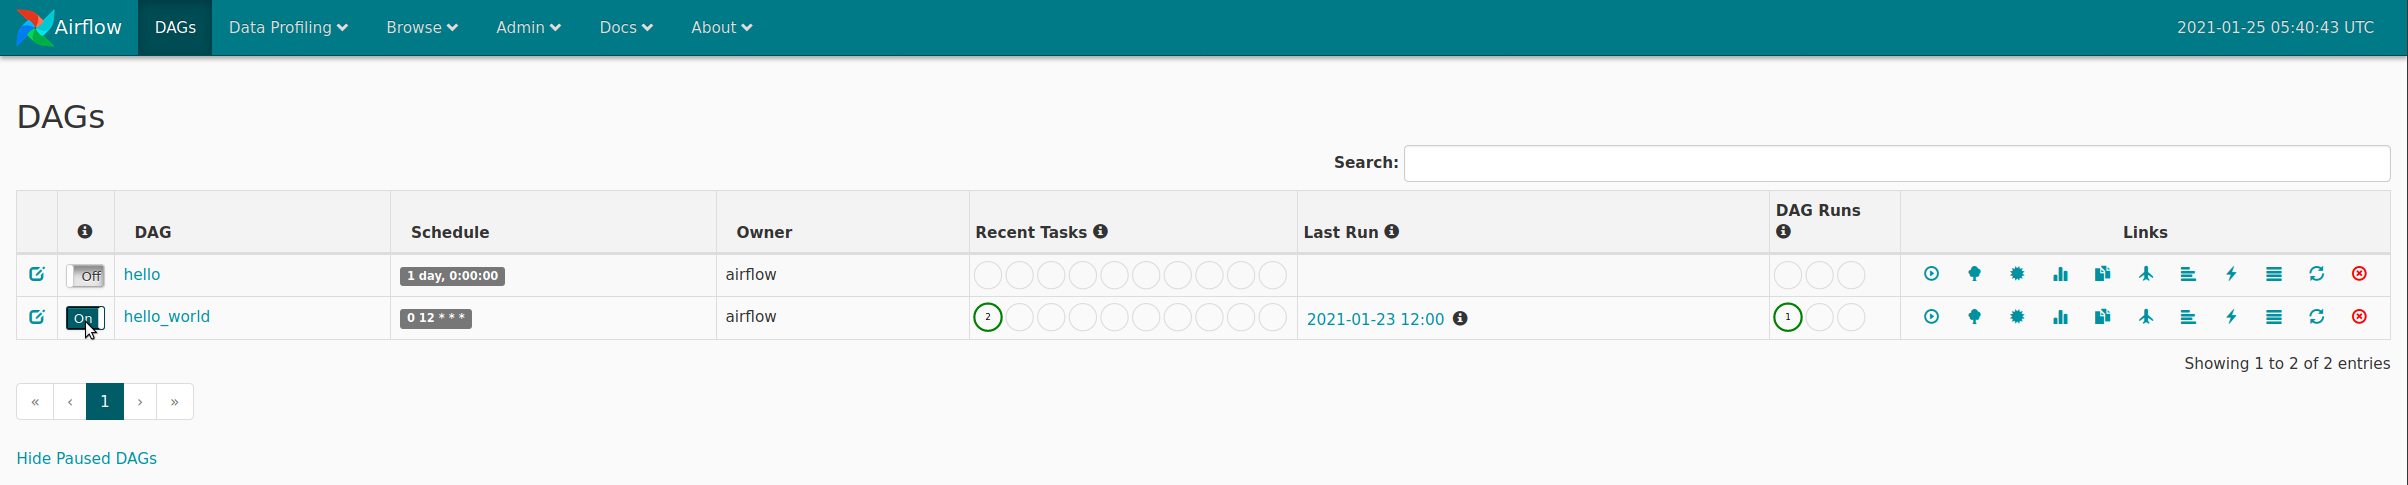 Airflow DAGs Data Profiling Browse Admin Docs About 2021-01-25 05:40:43 UTC
DAGs
Search:
DAG Schedule Owner Recent Tasks Last Run DAG Runs Links
Off hello 1 day, 0:00:00 airflow
On hello_world 0 12 * * * airflow 2 2021-01-23 12:00 1
Showing 1 to 2 of 2 entries
« ‹ 1 › »
Hide Paused DAGs